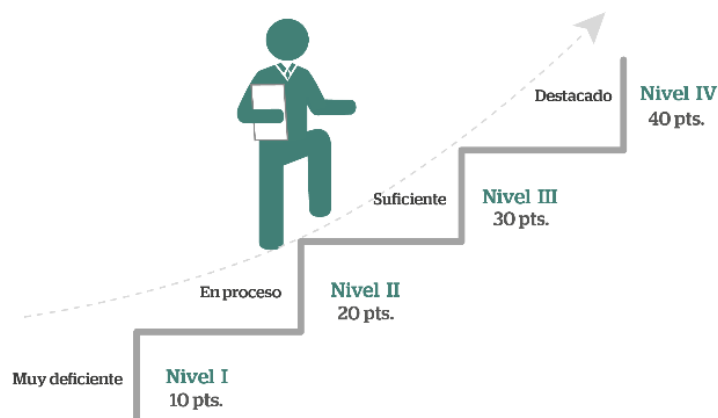 Destacado
Nivel IV
40 pts.
Suficiente
Nivel III
30 pts.
En proceso
Nivel II
20 pts.
Muy deficiente
Nivel I
10 pts.